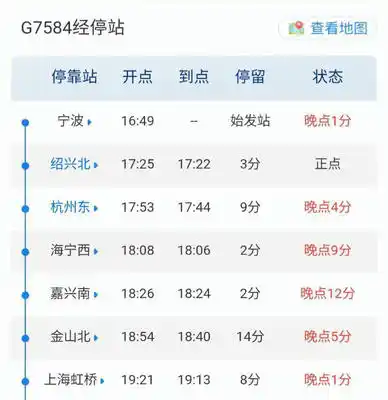 G7584经停站 查看地图
停靠站 开点 到点 停留 状态
宁波 16:49 -- 始发站 晚点1分
绍兴北 17:25 17:22 3分 正点
杭州东 17:53 17:44 9分 晚点4分
海宁西 18:08 18:06 2分 晚点9分
嘉兴南 18:26 18:24 2分 晚点12分
金山北 18:54 18:40 14分 晚点5分
上海虹桥 19:21 19:13 8分 晚点1分